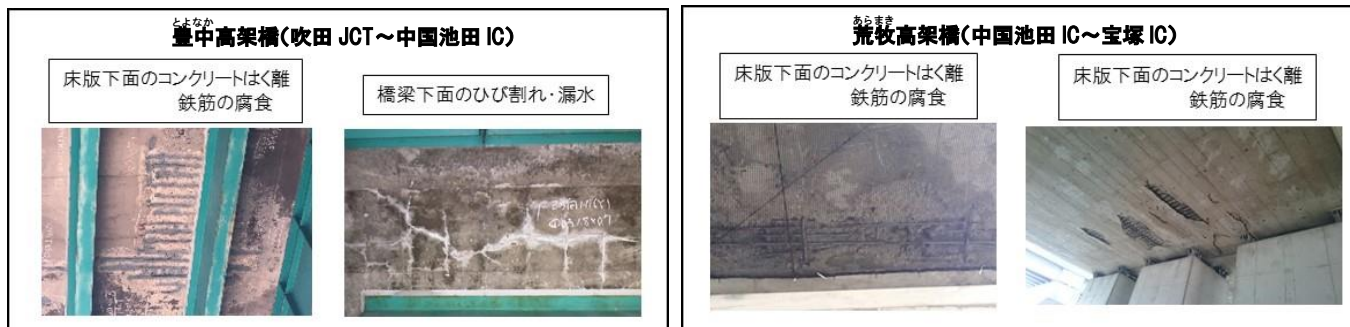 とよなか
豊中高架橋(吹田 JCT～中国池田 IC)
床版下面のコンクリートはく離
鉄筋の腐食
橋梁下面のひび割れ・漏水
あらまき
荒牧高架橋(中国池田 IC～宝塚 IC)
床版下面のコンクリートはく離
鉄筋の腐食
床版下面のコンクリートはく離
鉄筋の腐食